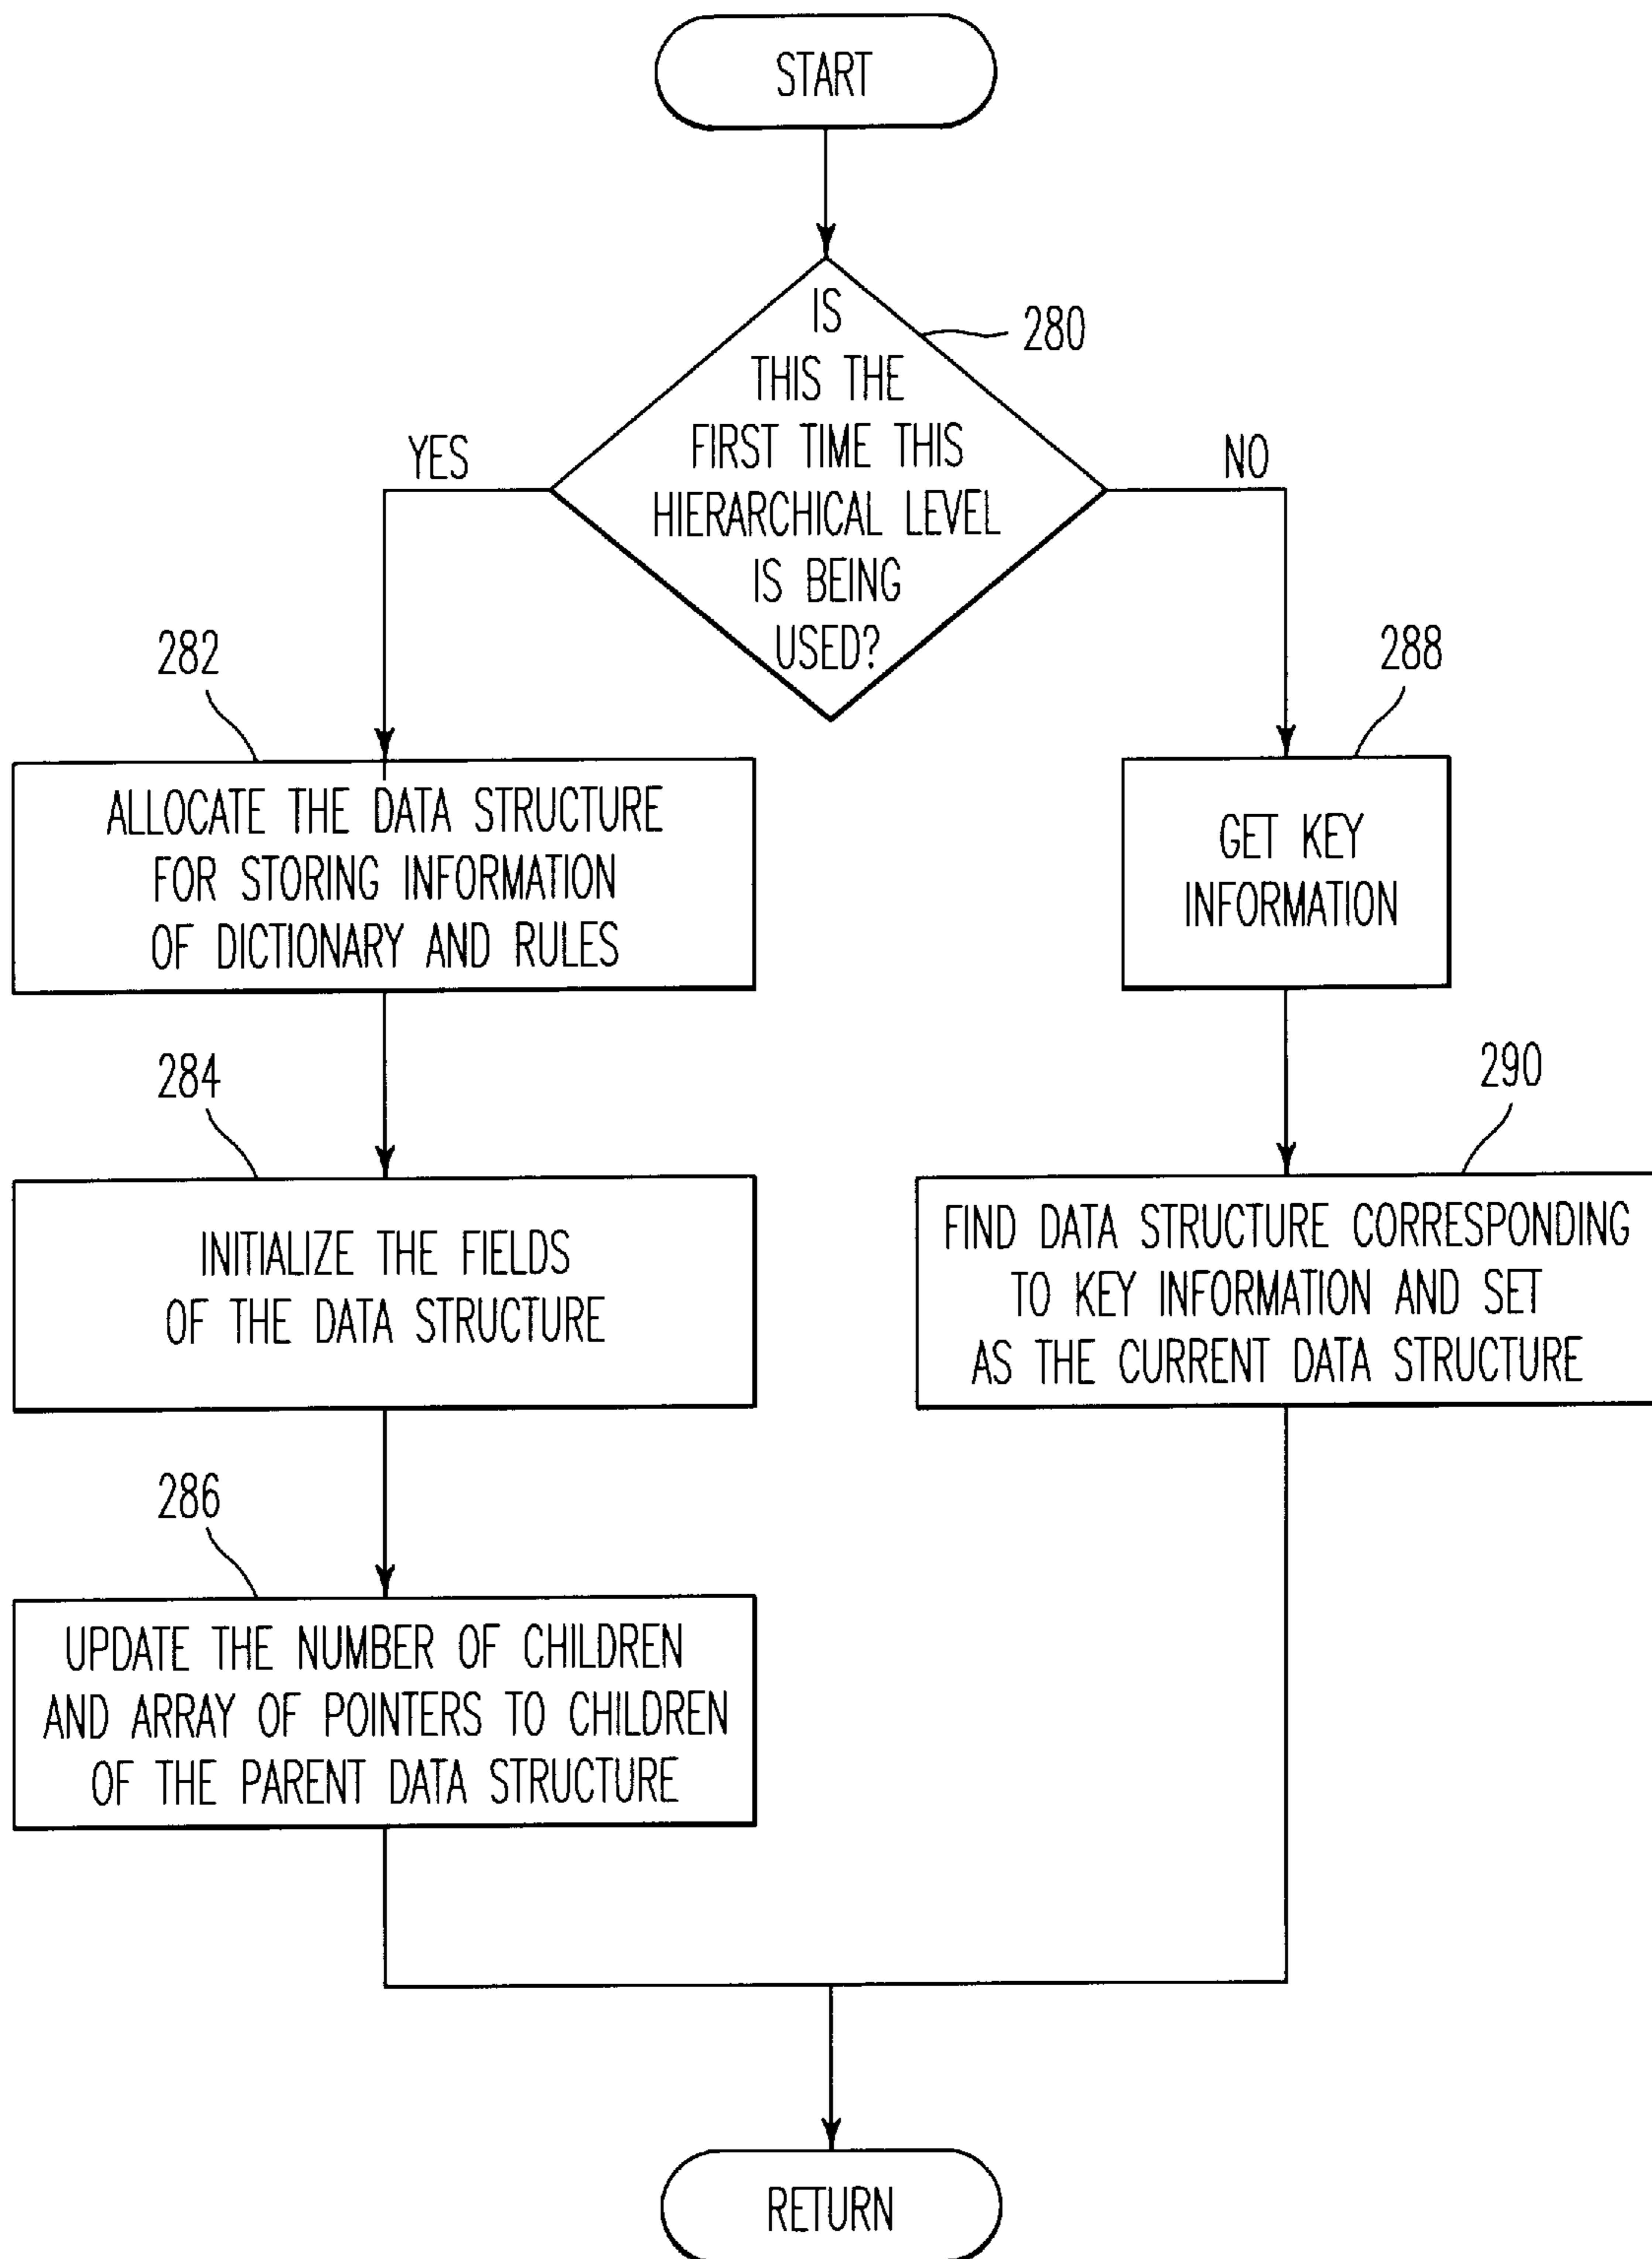 START
280
IS
THIS THE
FIRST TIME THIS
HIERARCHICAL LEVEL
IS BEING
USED?
YES
NO
282
ALLOCATE THE DATA STRUCTURE
FOR STORING INFORMATION
OF DICTIONARY AND RULES
288
GET KEY
INFORMATION
284
INITIALIZE THE FIELDS
OF THE DATA STRUCTURE
290
FIND DATA STRUCTURE CORRESPONDING
TO KEY INFORMATION AND SET
AS THE CURRENT DATA STRUCTURE
286
UPDATE THE NUMBER OF CHILDREN
AND ARRAY OF POINTERS TO CHILDREN
OF THE PARENT DATA STRUCTURE
RETURN